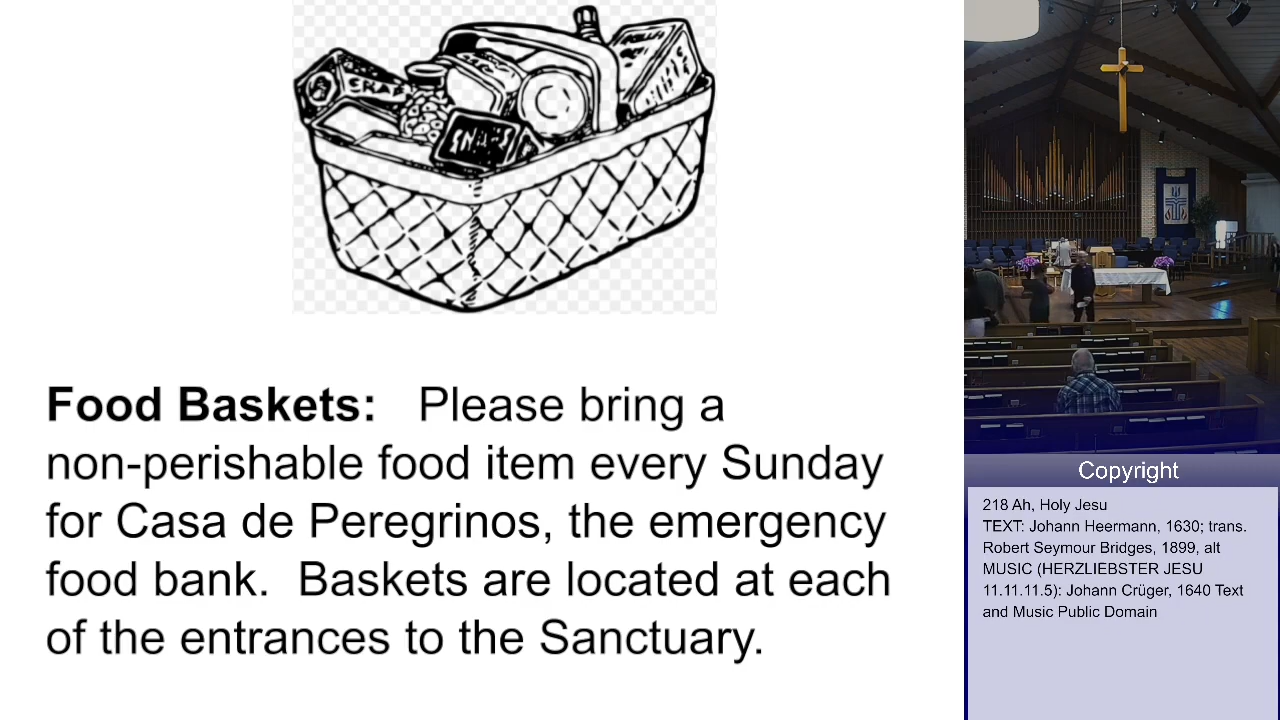 Food Baskets: Please bring a
non-perishable food item every Sunday
for Casa de Peregrinos, the emergency
food bank. Baskets are located at each
of the entrances to the Sanctuary.
Copyright
218 Ah, Holy Jesu
TEXT: Johann Heermann, 1630; trans.
Robert Seymour Bridges, 1899, alt
MUSIC (HERZLIEBSTER JESU
11.11.11.5): Johann Crüger, 1640 Text
and Music Public Domain